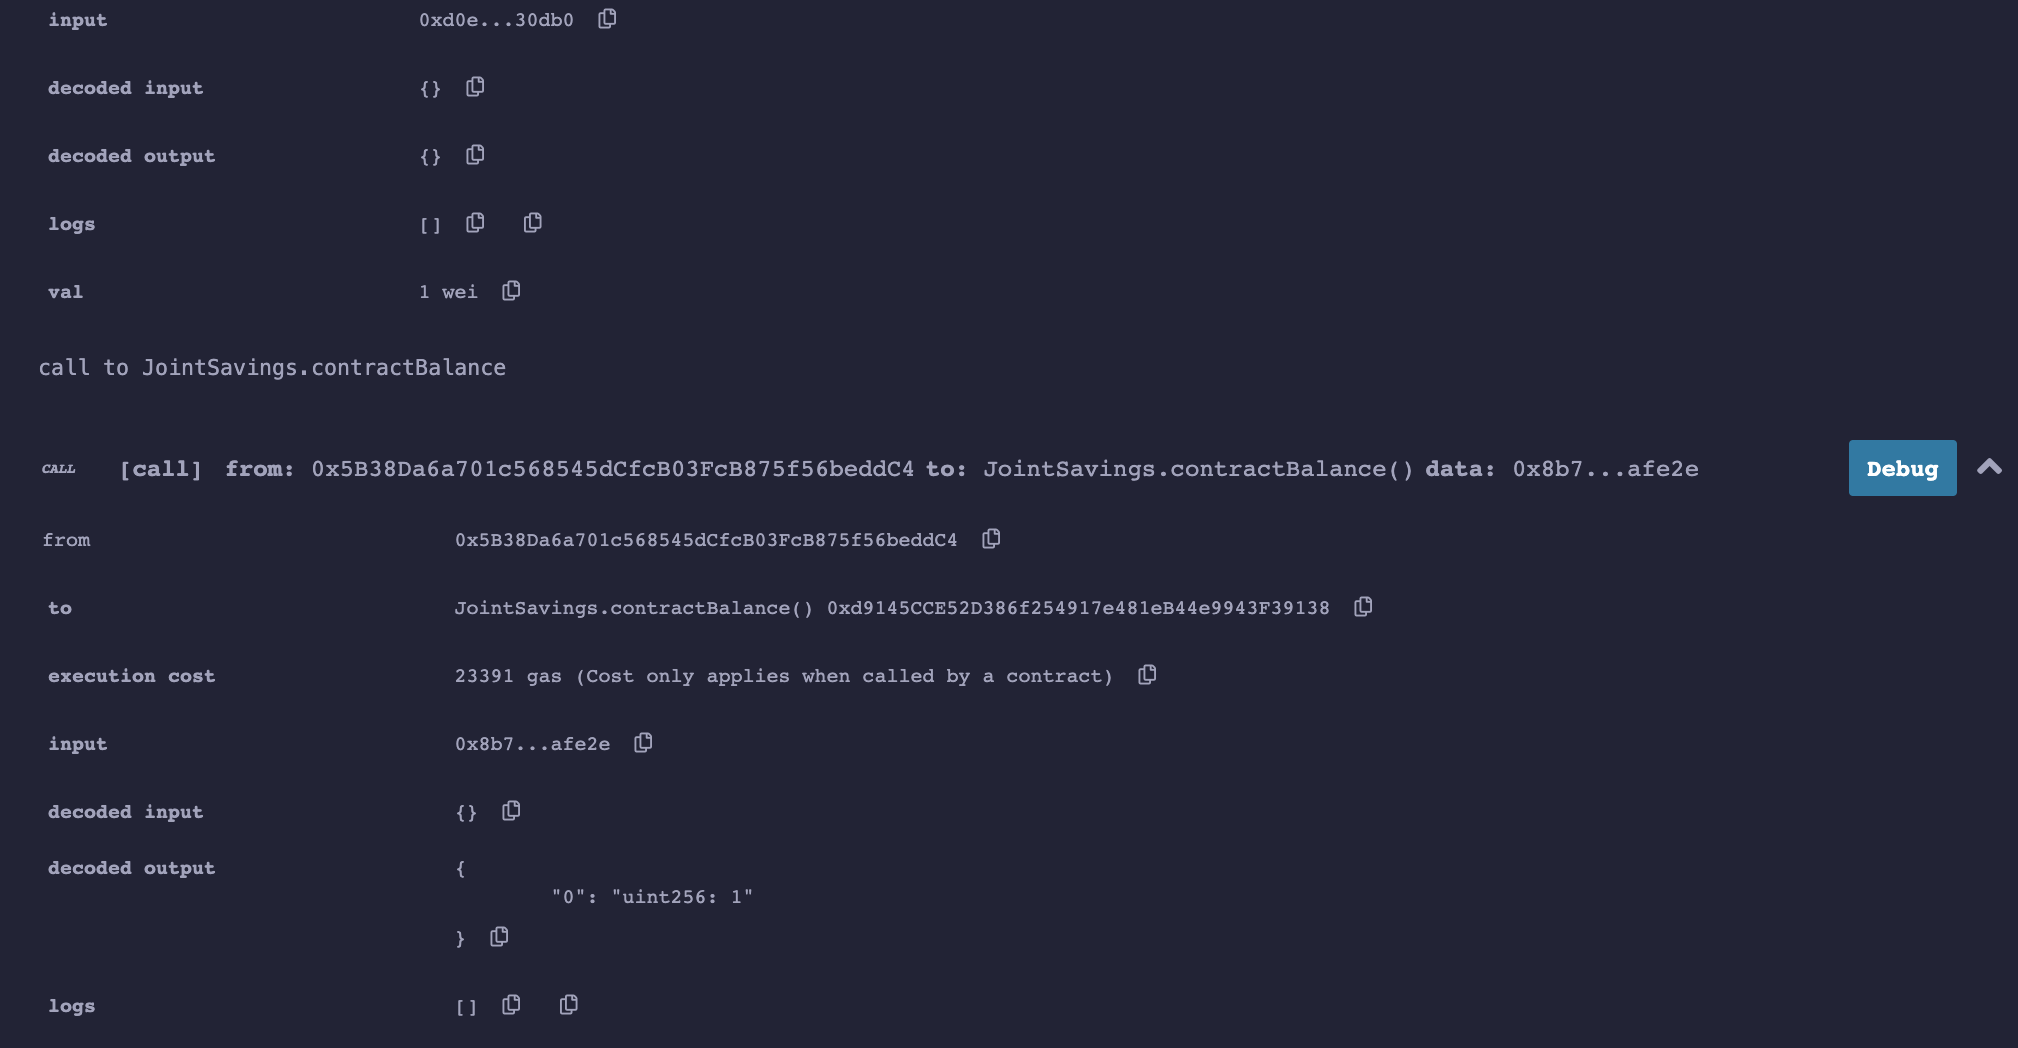 input 0xd0e...30db0
decoded input {}
decoded output {}
logs []
val 1 wei
call to JointSavings.contractBalance
CALL [call] from: 0x5B38Da6a701c568545dCfcB03FcB875f56beddC4 to: JointSavings.contractBalance() data: 0x8b7...afe2e Debug
from 0x5B38Da6a701c568545dCfcB03FcB875f56beddC4
to JointSavings.contractBalance() 0xd9145CCE52D386f254917e481eB44e9943F39138
execution cost 23391 gas (Cost only applies when called by a contract)
input 0x8b7...afe2e
decoded input {}
decoded output {
"0": "uint256: 1"
}
logs []